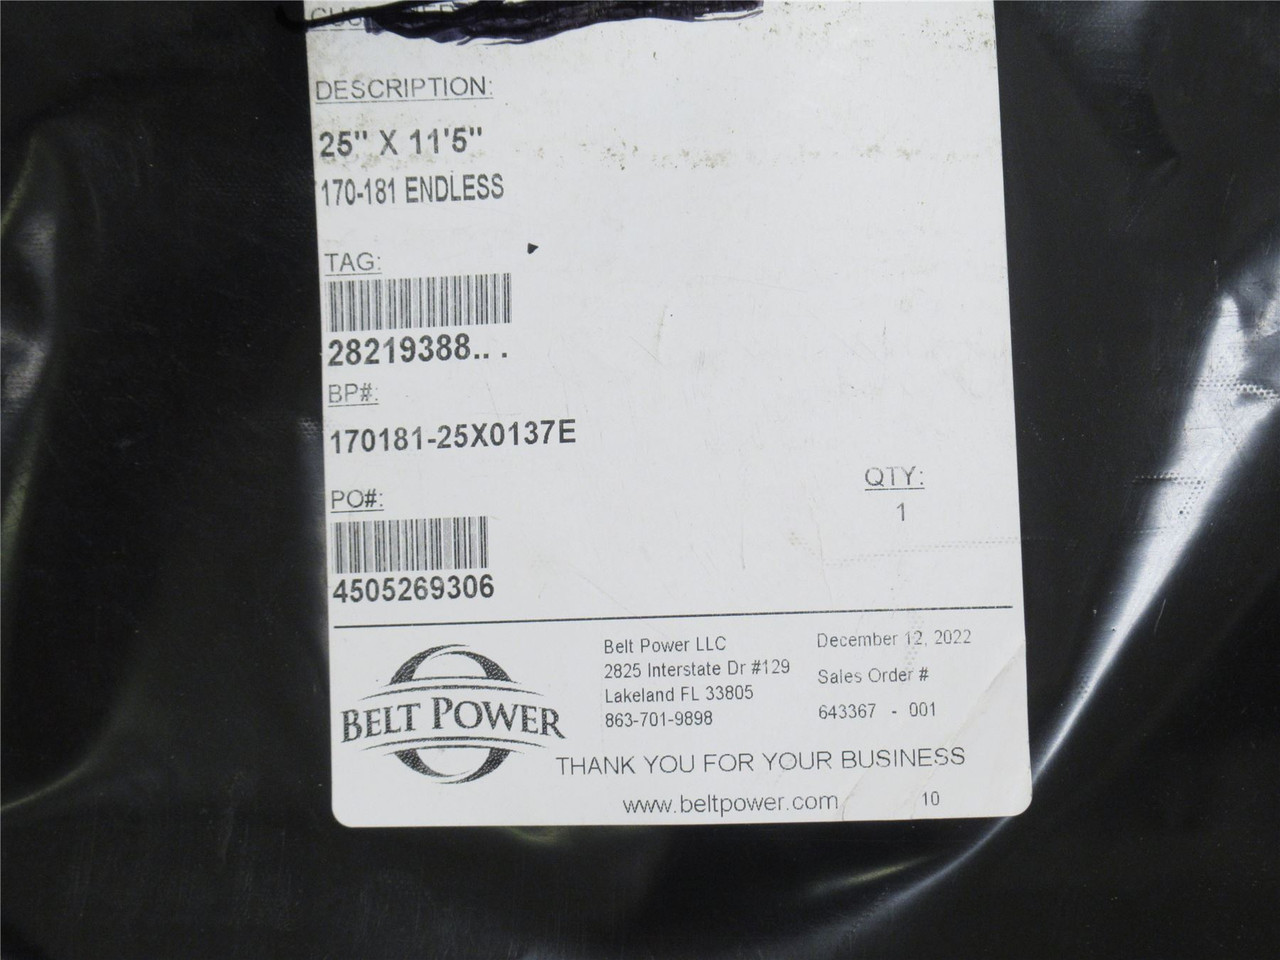 DESCRIPTION:
25" X 11'5"
170-181 ENDLESS
TAG:
28219388.. .
BP#:
170181-25X0137E
PO#:
4505269306
QTY:
1
BELT POWER
Belt Power LLC
2825 Interstate Dr #129
Lakeland FL 33805
863-701-9898
December 12, 2022
Sales Order #
643367 - 001
THANK YOU FOR YOUR BUSINESS
www.beltpower.com
10